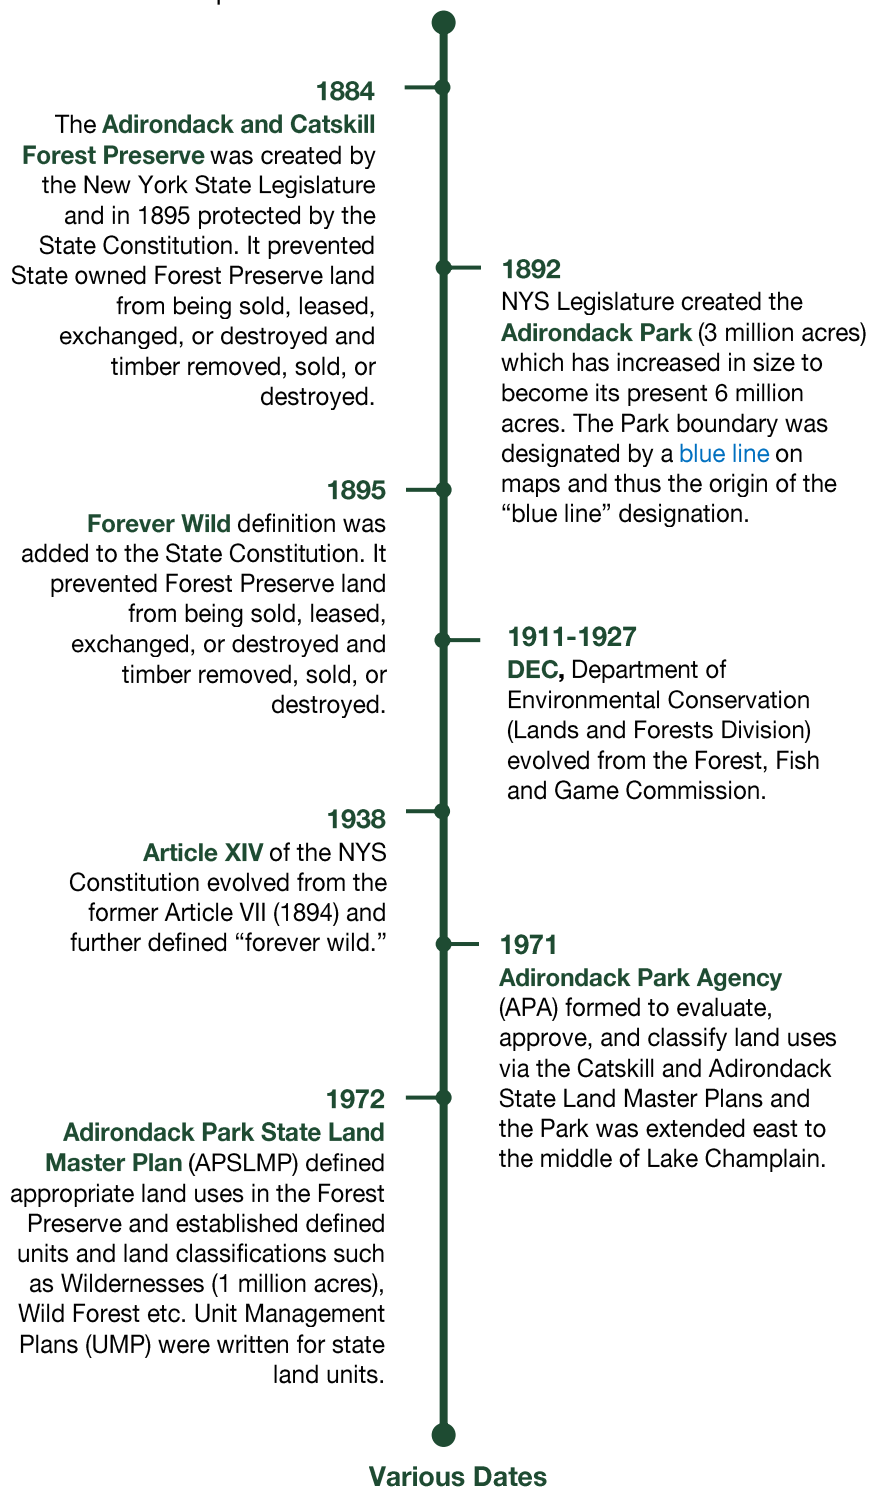 1884
The Adirondack and Catskill
Forest Preserve was created by
the New York State Legislature
and in 1895 protected by the
State Constitution. It prevented
State owned Forest Preserve land
from being sold, leased,
exchanged, or destroyed and
timber removed, sold, or
destroyed.
1892
NYS Legislature created the
Adirondack Park (3 million acres)
which has increased in size to
become its present 6 million
acres. The Park boundary was
designated by a blue line on
maps and thus the origin of the
“blue line” designation.
1895
Forever Wild definition was
added to the State Constitution. It
prevented Forest Preserve land
from being sold, leased,
exchanged, or destroyed and
timber removed, sold, or
destroyed.
1911-1927
DEC, Department of
Environmental Conservation
(Lands and Forests Division)
evolved from the Forest, Fish
and Game Commission.
1938
Article XIV of the NYS
Constitution evolved from the
former Article VII (1894) and
further defined “forever wild.”
1971
Adirondack Park Agency
(APA) formed to evaluate,
approve, and classify land uses
via the Catskill and Adirondack
State Land Master Plans and
the Park was extended east to
the middle of Lake Champlain.
1972
Adirondack Park State Land
Master Plan (APSLMP) defined
appropriate land uses in the Forest
Preserve and established defined
units and land classifications such
as Wildernesses (1 million acres),
Wild Forest etc. Unit Management
Plans (UMP) were written for state
land units.
Various Dates